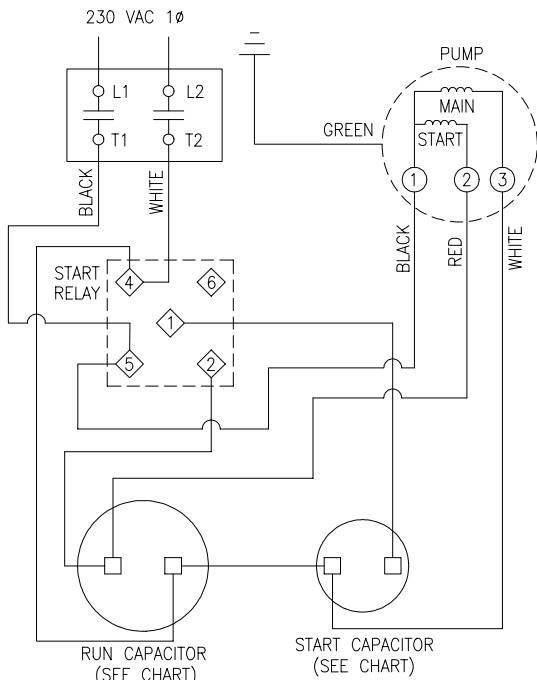 230 VAC 1ø
L1
L2
T1
T2
BLACK
WHITE
GREEN
PUMP
MAIN
START
1
2
3
BLACK
RED
WHITE
START
RELAY
4
6
1
5
2
RUN CAPACITOR
(SEE CHART)
START CAPACITOR
(SEE CHART)